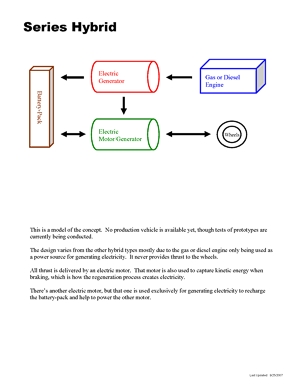 Series Hybrid
Electric
Generator
Gas or Diesel
Engine
Battery-Pack
Electric
Motor Generator
Wheels
This is a model of the concept.  No production vehicle is available yet, though tests of prototypes are
currently being conducted.
The design varies from the other hybrid types mostly due to the gas or diesel engine only being used as
a power source for generating electricity.  It never provides thrust to the wheels.
All thrust is delivered by an electric motor.  That motor is also used to capture kinetic energy when
braking, which is how the regeneration process creates electricity.
There's another electric motor, but that one is used exclusively for generating electricity to recharge
the battery-pack and help to power the other motor.
Last Updated: